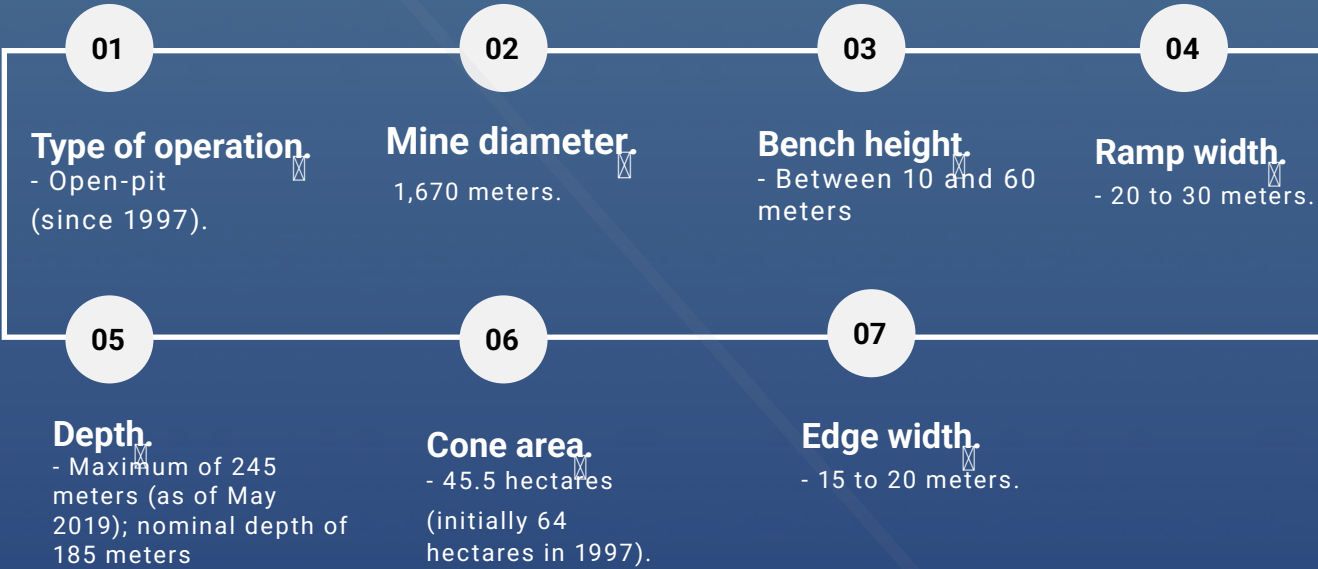 01
Type of operation.
- Open-pit
(since 1997).
02
Mine diameter.
1,670 meters.
03
Bench height.
- Between 10 and 60
meters
04
Ramp width.
- 20 to 30 meters.
05
Depth.
- Maximum of 245
meters (as of May
2019); nominal depth of
185 meters
06
Cone area.
- 45.5 hectares
(initially 64
hectares in 1997).
07
Edge width.
- 15 to 20 meters.